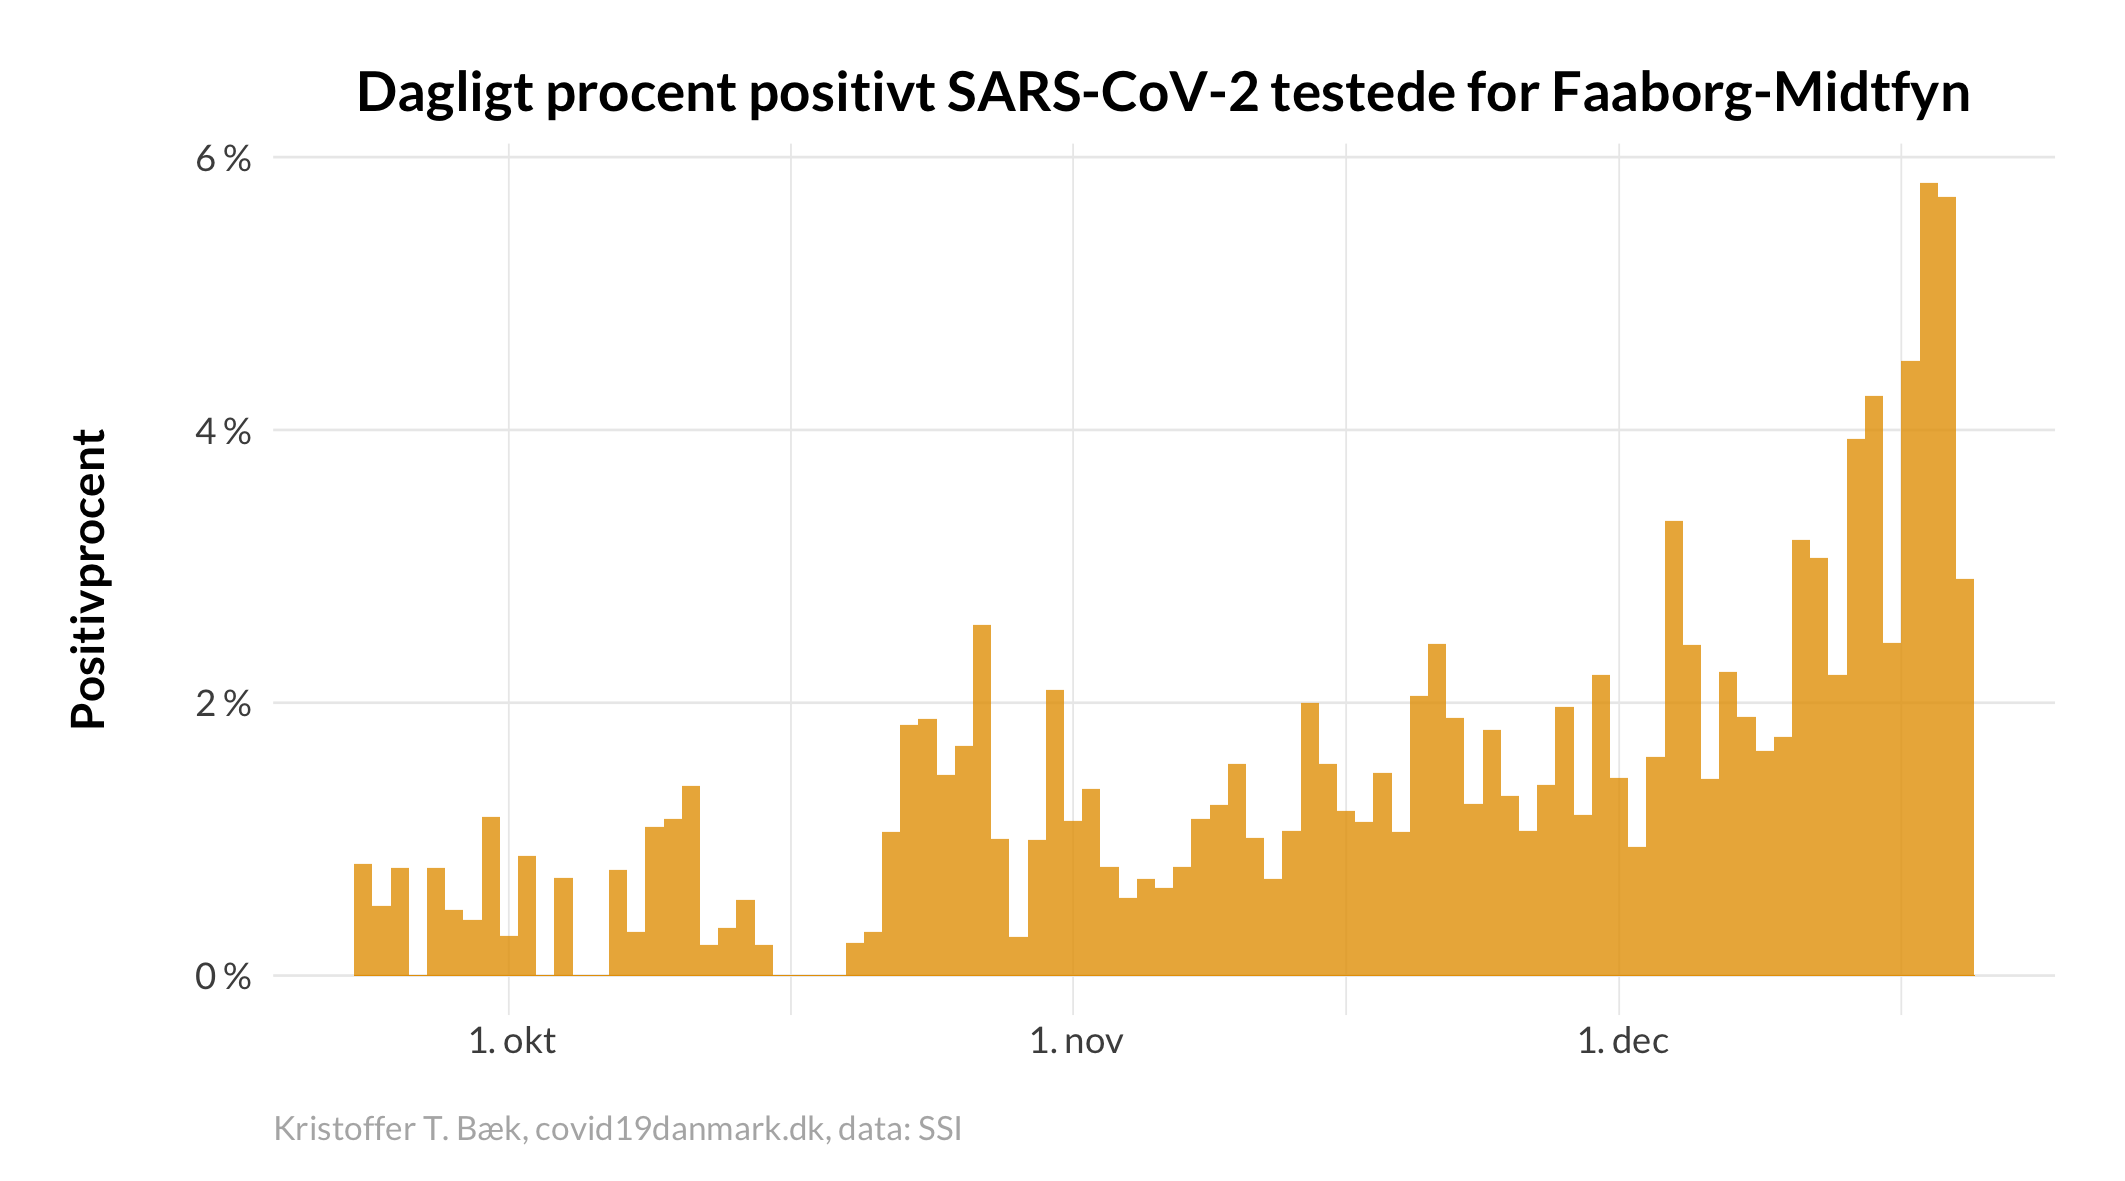 Dagligt procent positivt SARS-CoV-2 testede for Faaborg-Midtfyn
Positivprocent
6 %
4 %
2 %
0 %
1. okt
1. nov
1. dec
Kristoffer T. Bæk, covid19danmark.dk, data: SSI